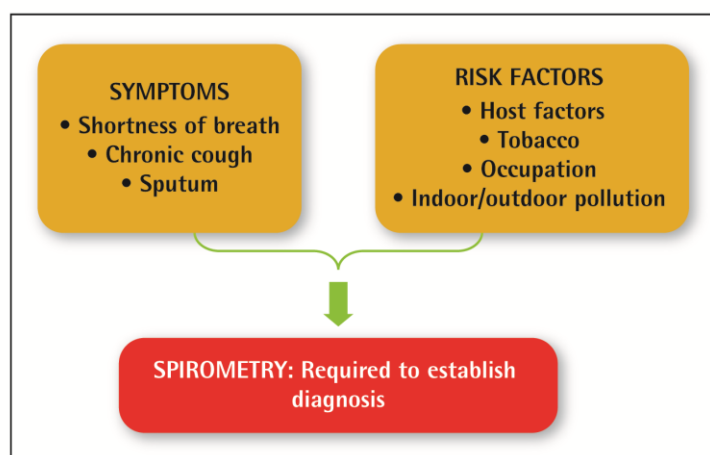 SYMPTOMS
• Shortness of breath
• Chronic cough
• Sputum
RISK FACTORS
• Host factors
• Tobacco
• Occupation
• Indoor/outdoor pollution
SPIROMETRY: Required to establish
diagnosis